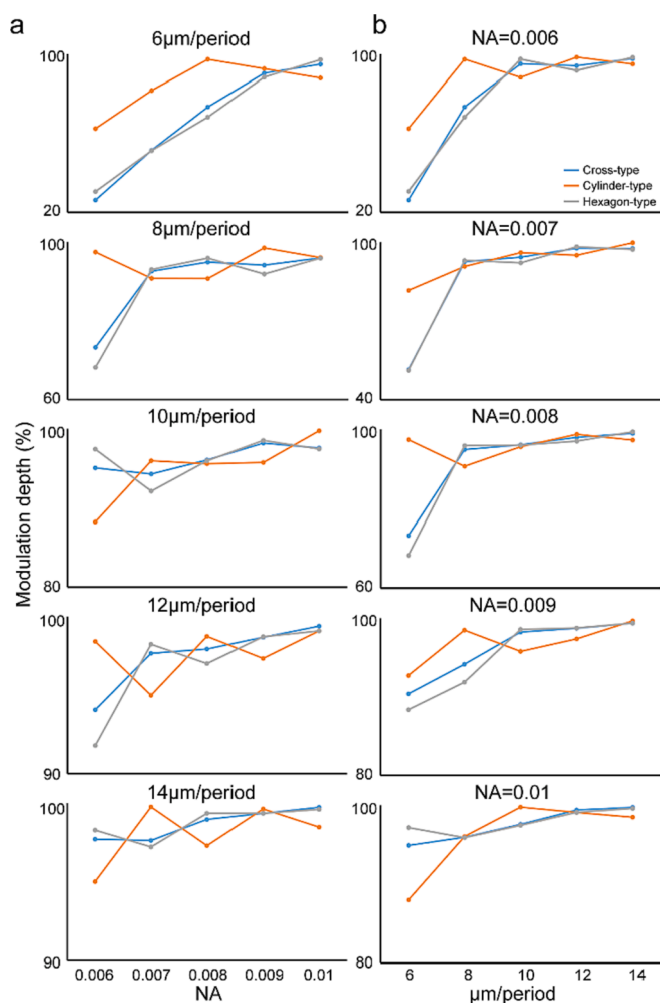 a
6μm/period
100
20
8μm/period
100
60
10μm/period
100
80
12μm/period
100
90
14μm/period
100
90
0.006 0.007 0.008 0.009 0.01
NA
Modulation depth (%)
b
NA=0.006
100
20
Cross-type
Cylinder-type
Hexagon-type
NA=0.007
100
40
NA=0.008
100
60
NA=0.009
100
80
NA=0.01
100
80
6 8 10 12 14
μm/period